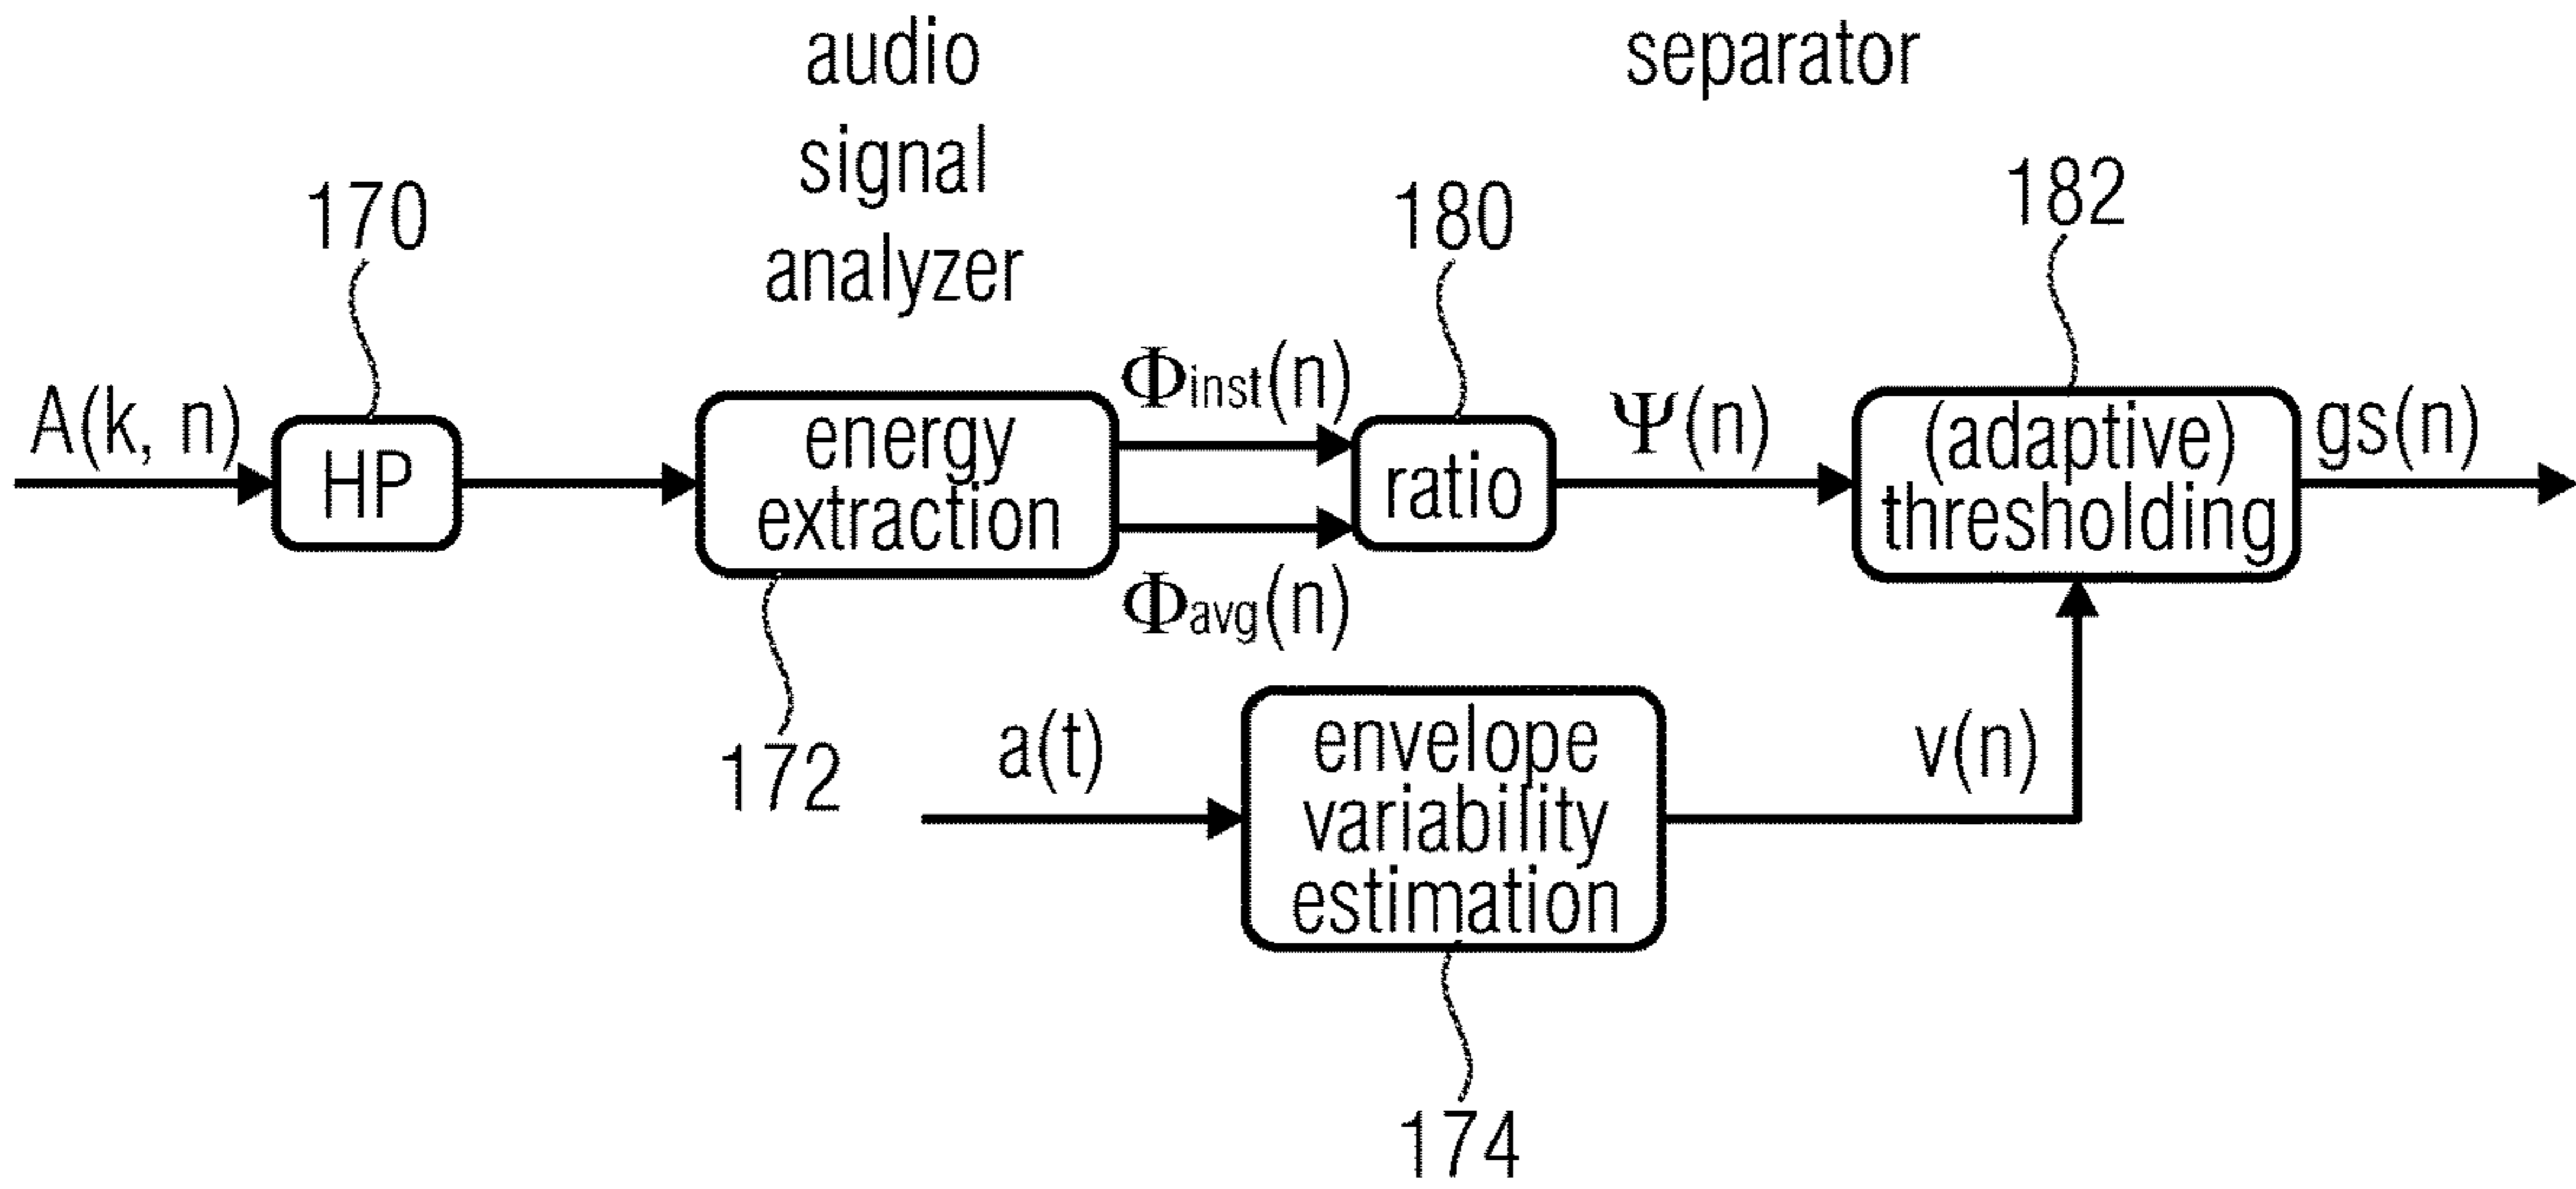 audio
signal
analyzer
separator
170
180
182
A(k, n)
HP
energy
extraction
Φinst(n)
Φavg(n)
ratio
Ψ(n)
(adaptive)
thresholding
gs(n)
172
a(t)
envelope
variability
estimation
v(n)
174